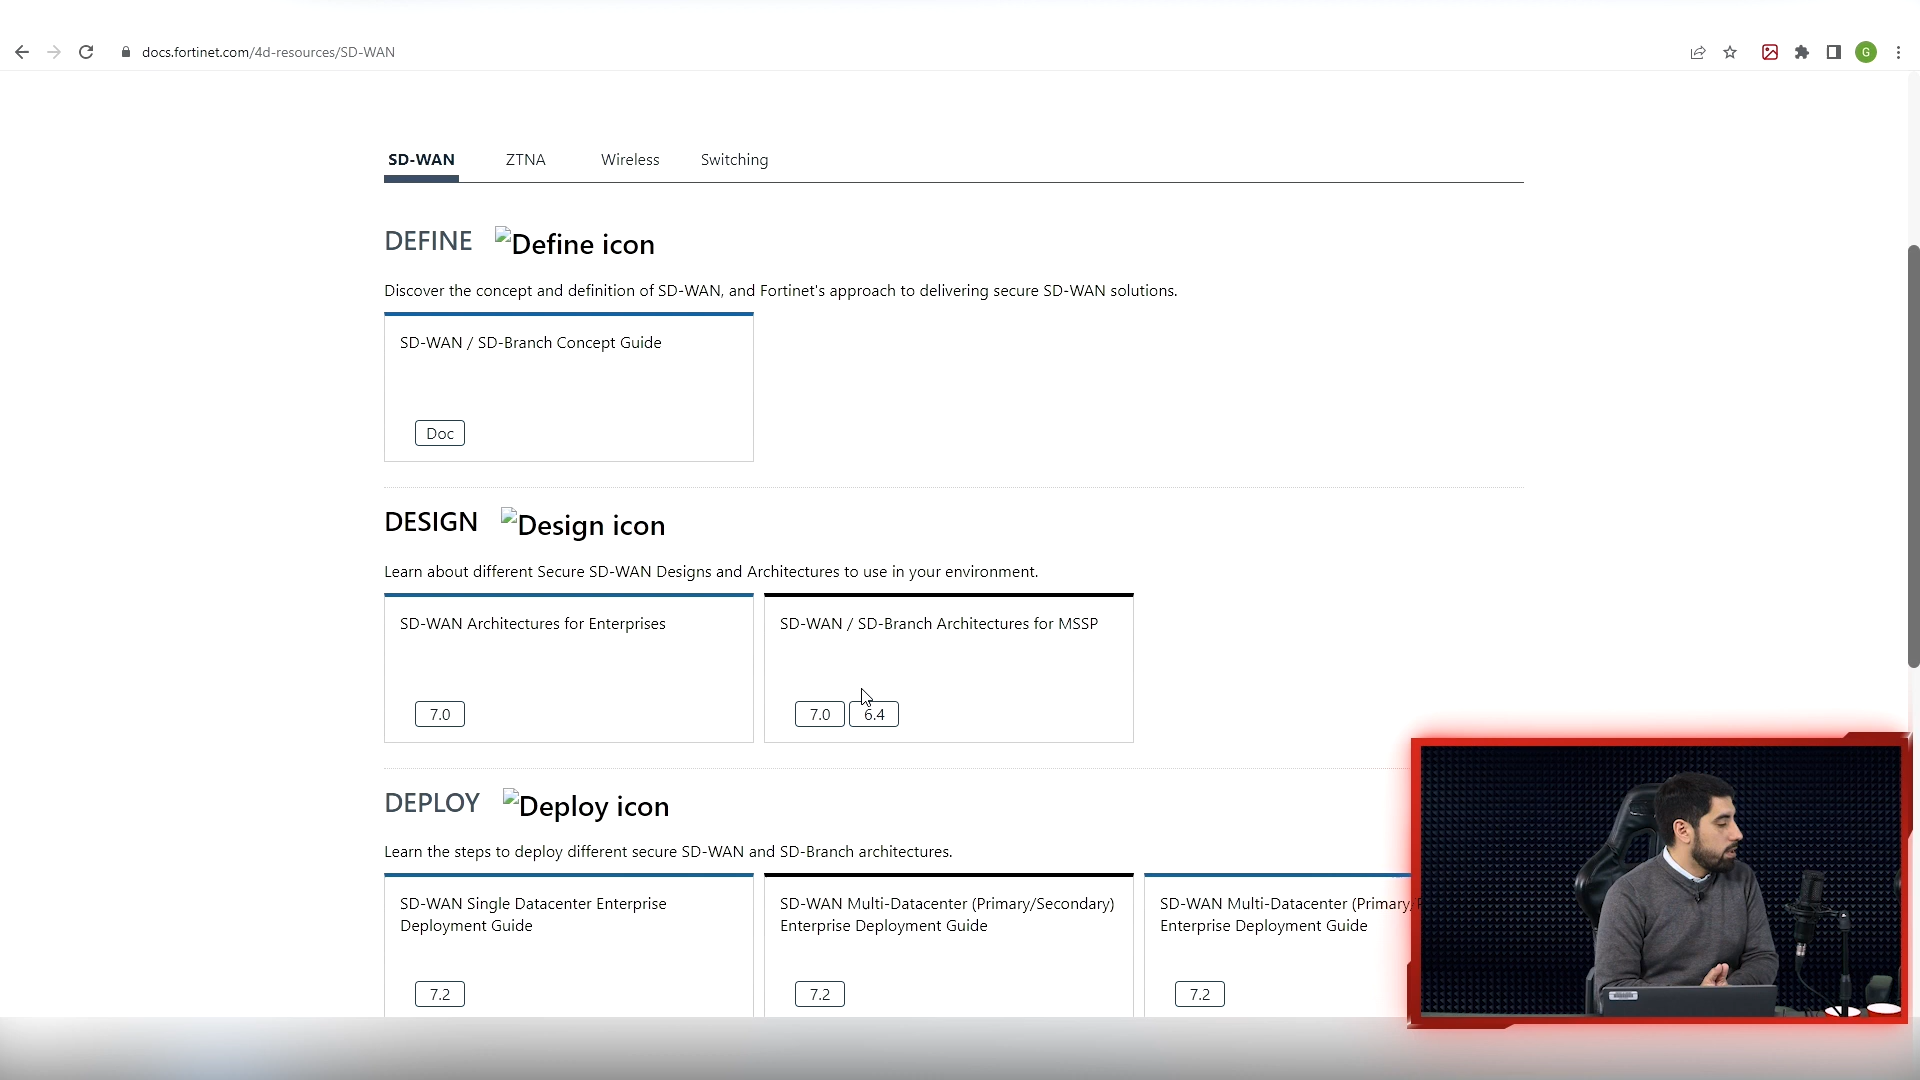 docs.fortinet.com/4d-resources/SD-WAN
G
SD-WAN
ZTNA
Wireless
Switching
DEFINE
Define icon
Discover the concept and definition of SD-WAN, and Fortinet's approach to delivering secure SD-WAN solutions.
SD-WAN / SD-Branch Concept Guide
Doc
DESIGN
Design icon
Learn about different Secure SD-WAN Designs and Architectures to use in your environment.
SD-WAN Architectures for Enterprises
7.0
SD-WAN / SD-Branch Architectures for MSSP
7.0
6.4
DEPLOY
Deploy icon
Learn the steps to deploy different secure SD-WAN and SD-Branch architectures.
SD-WAN Single Datacenter Enterprise
Deployment Guide
7.2
SD-WAN Multi-Datacenter (Primary/Secondary)
Enterprise Deployment Guide
7.2
SD-WAN Multi-Datacenter (Primary/
Enterprise Deployment Guide
7.2